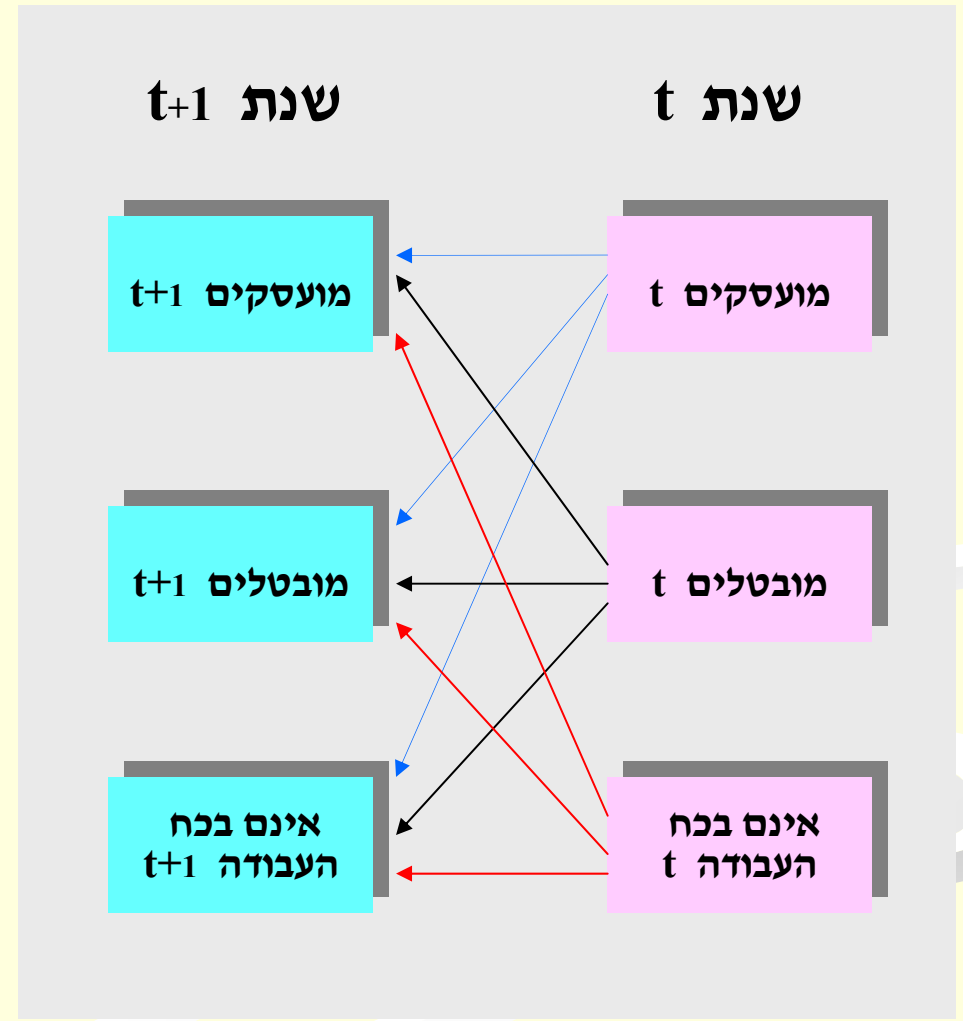 שנת t
שנת t+1
מועסקים t
מועסקים t+1
מובטלים t
מובטלים t+1
אינם בכח
העבודה t
אינם בכח
העבודה t+1